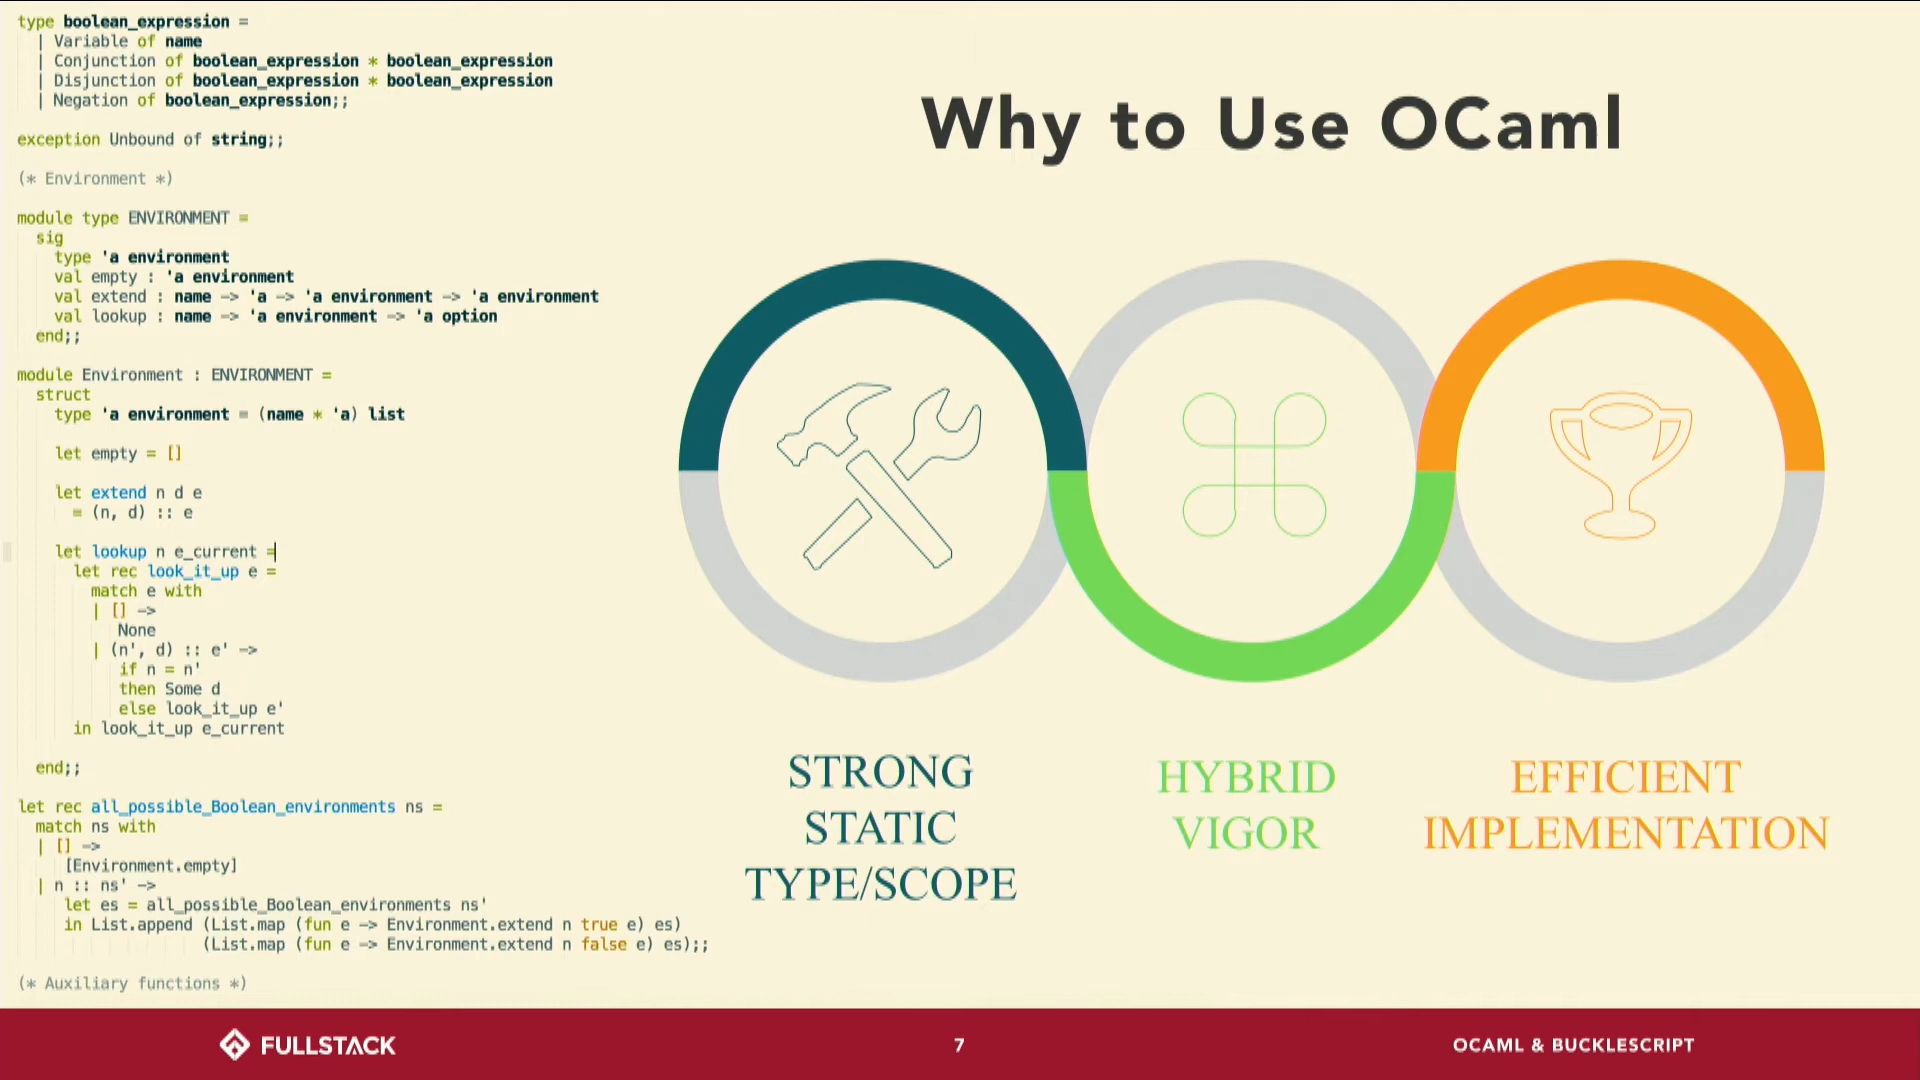 type boolean_expression =
| Variable of name
| Conjunction of boolean_expression * boolean_expression
| Disjunction of boolean_expression * boolean_expression
| Negation of boolean_expression;;
exception Unbound of string;;
(* Environment *)
module type ENVIRONMENT =
sig
type 'a environment
val empty : 'a environment
val extend : name -> 'a -> 'a environment -> 'a environment
val lookup : name -> 'a environment -> 'a option
end;;
module Environment : ENVIRONMENT =
struct
type 'a environment = (name * 'a) list
let empty = []
let extend n d e
= (n, d) :: e
let lookup n e_current =
let rec look_it_up e =
match e with
| [] ->
None
| (n', d) :: e' ->
if n = n'
then Some d
else look_it_up e'
in look_it_up e_current
end;;
let rec all_possible_Boolean_environments ns =
match ns with
| [] ->
[Environment.empty]
| n :: ns' ->
let es = all_possible_Boolean_environments ns'
in List.append (List.map (fun e -> Environment.extend n true e) es)
(List.map (fun e -> Environment.extend n false e) es);;
(* Auxiliary functions *)
Why to Use OCaml
STRONG
STATIC
TYPE/SCOPE
HYBRID
VIGOR
EFFICIENT
IMPLEMENTATION
FULLSTACK
7
OCAML & BUCKLESCRIPT